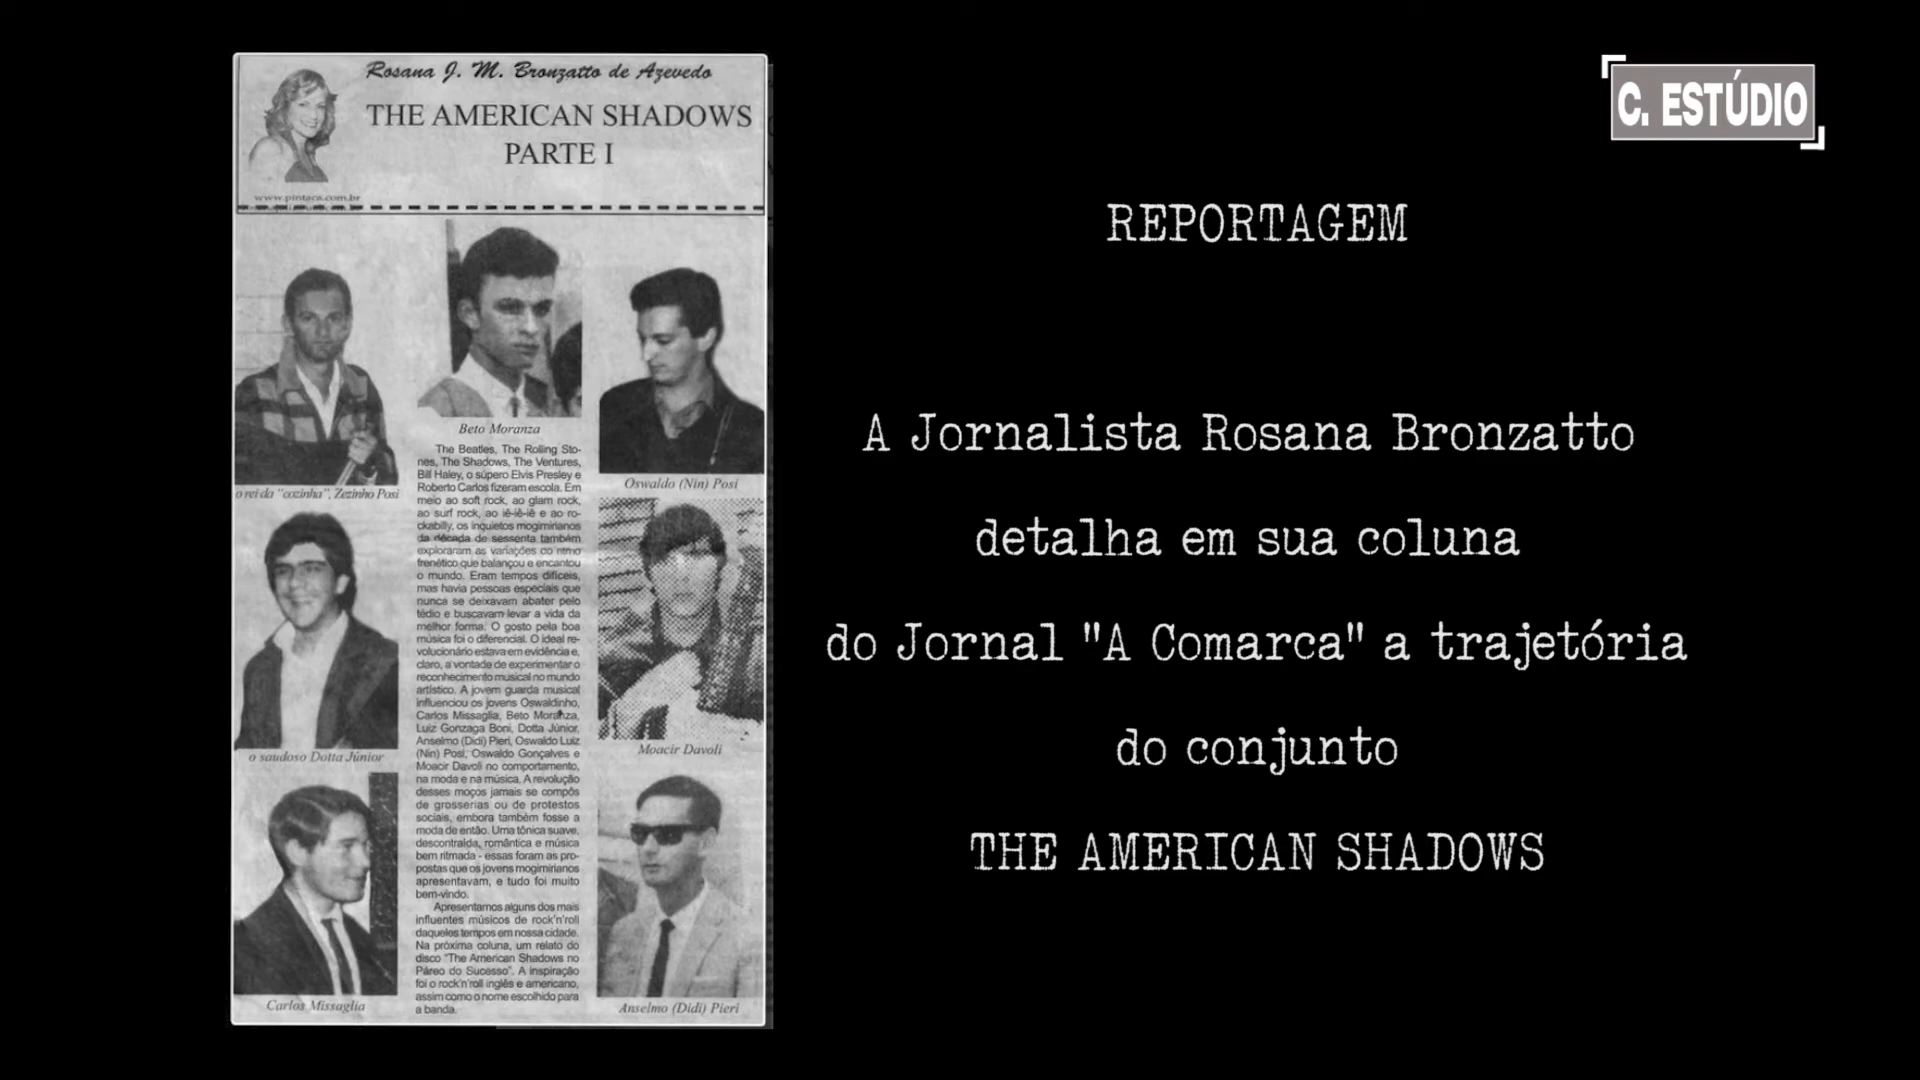 Rosana J. M. Bronzatto de Azevedo
THE AMERICAN SHADOWS
PARTE I
www.pintaca.com.br
C. ESTÚDIO
REPORTAGEM
A Jornalista Rosana Bronzatto
detalha em sua coluna
do Jornal "A Comarca" a trajetória
do conjunto
THE AMERICAN SHADOWS
o rei da "cozinha", Zezinho Posi
Beto Moranza
Oswaldo (Nin) Posi
o saudoso Dotta Júnior
Moacir Davoli
Carlos Missaglia
Anselmo (Didi) Pieri
The Beatles, The Rolling Sto-
nes, The Shadows, The Ventures,
Bill Haley, o súpero Elvis Presley e
Roberto Carlos fizeram escola. Em
meio ao soft rock, ao glam rock,
ao surf rock, ao iê-iê-iê e ao ro-
ckabilly, os inquietos mogimirianos
da década de sessenta também
exploraram as variações do ritmo
frenético que balançou e encantou
o mundo. Eram tempos difíceis,
mas havia pessoas especiais que
nunca se deixavam abater pelo
tédio e buscavam levar a vida da
melhor forma. O gosto pela boa
música foi o diferencial. O ideal re-
volucionário estava em evidência e,
claro, a vontade de experimentar o
reconhecimento musical no mundo
artístico. A jovem guarda musical
influenciou os jovens Oswaldinho,
Carlos Missaglia, Beto Moranza,
Luiz Gonzaga Boni, Dotta Júnior,
Anselmo (Didi) Pieri, Oswaldo Luiz
(Nin) Posi, Oswaldo Gonçalves e
Moacir Davoli no comportamento,
na moda e na música. A revolução
desses moços jamais se compôs
de grosserias ou de protestos
sociais, embora também fosse a
moda de então. Uma tônica suave,
descontraída, romântica e música
bem ritmada - essas foram as pro-
postas que os jovens mogimirianos
apresentavam, e tudo foi muito
bem-vindo.
Apresentamos alguns dos mais
influentes músicos de rock'n'roll
daqueles tempos em nossa cidade.
Na próxima coluna, um relato do
disco "The American Shadows no
Páreo do Sucesso". A inspiração
foi o rock'n'roll inglês e americano,
assim como o nome escolhido para
a banda.